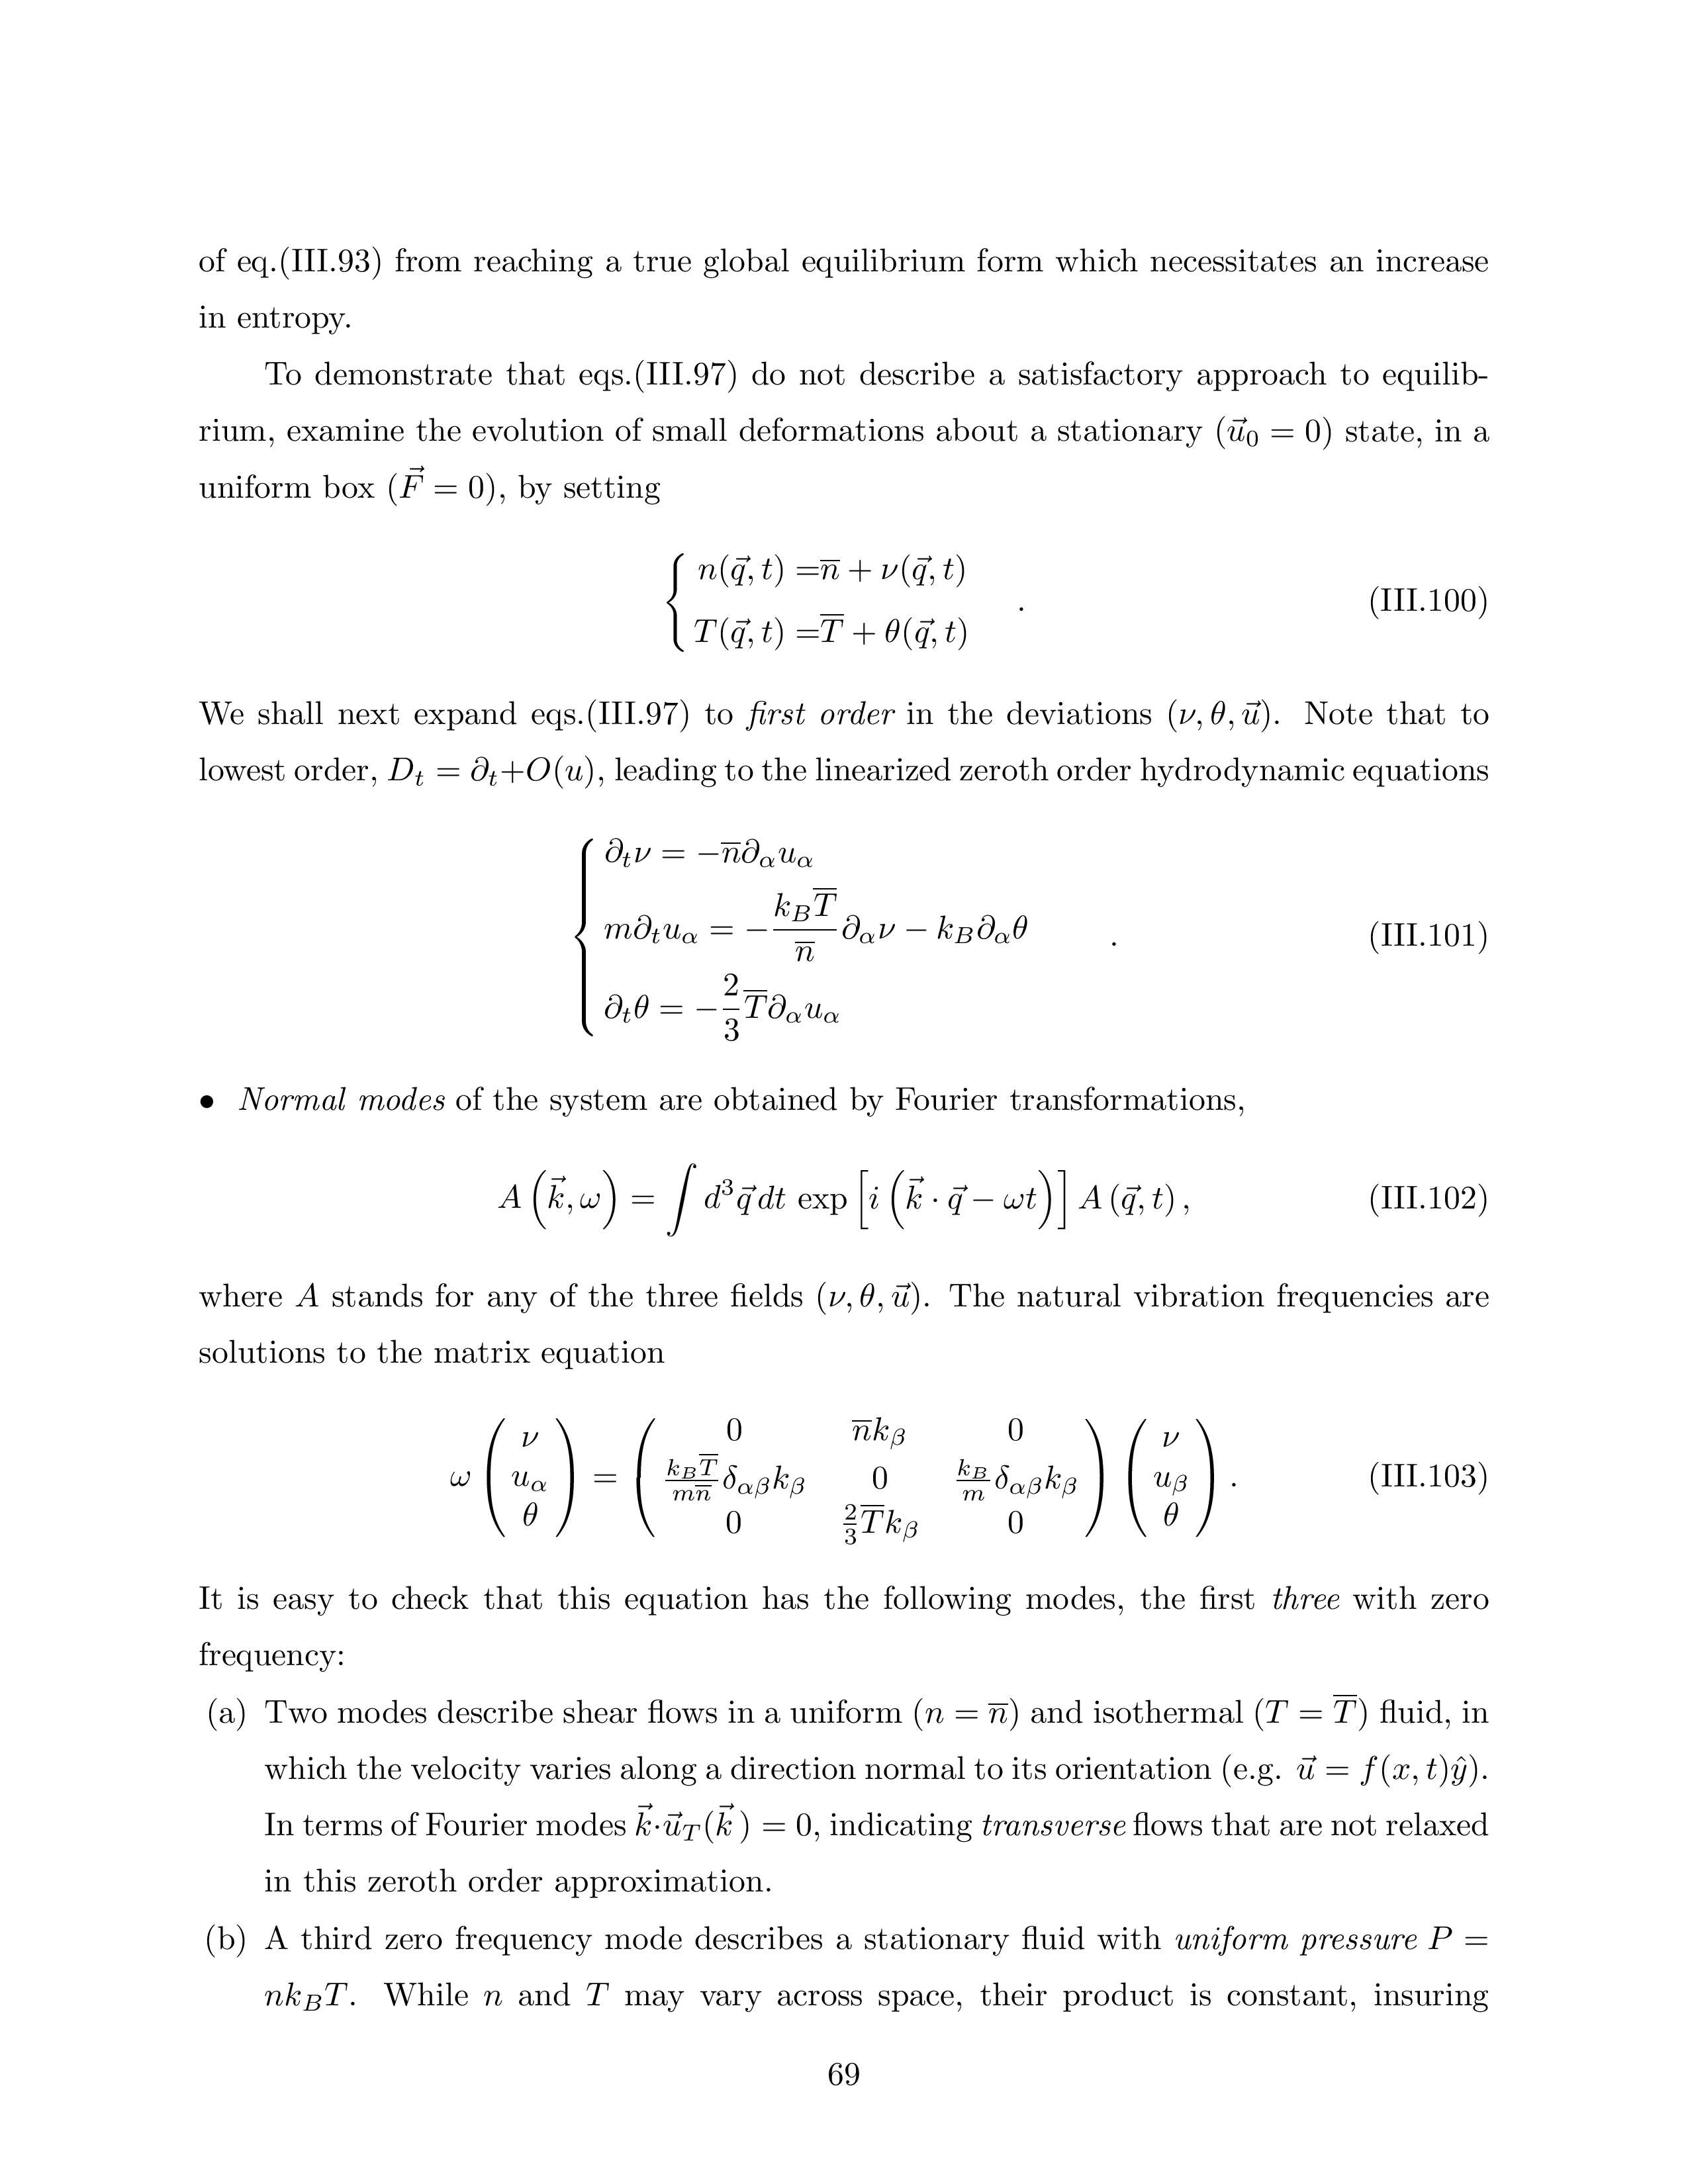 of eq.(III.93) from reaching a true global equilibrium form which necessitates an increase
in entropy.
To demonstrate that eqs.(III.97) do not describe a satisfactory approach to equilib-
rium, examine the evolution of small deformations about a stationary ($\vec{u}_0 = 0$) state, in a
uniform box ($\vec{F} = 0$), by setting
$$\begin{cases} n(\vec{q},t) = \overline{n} + \nu(\vec{q},t) \\ T(\vec{q},t) = \overline{T} + \theta(\vec{q},t) \end{cases}. \quad \text{(III.100)}$$
We shall next expand eqs.(III.97) to first order in the deviations $(\nu, \theta, \vec{u})$. Note that to
lowest order, $D_t = \partial_t + O(u)$, leading to the linearized zeroth order hydrodynamic equations
$$\begin{cases} \partial_t \nu = -\overline{n}\partial_\alpha u_\alpha \\ m\partial_t u_\alpha = -\frac{k_B\overline{T}}{\overline{n}}\partial_\alpha \nu - k_B\partial_\alpha\theta \\ \partial_t\theta = -\frac{2}{3}\overline{T}\partial_\alpha u_\alpha \end{cases}. \quad \text{(III.101)}$$
• Normal modes of the system are obtained by Fourier transformations,
$$A\left(\vec{k},\omega\right) = \int d^3\vec{q}\,dt\, \exp\left[i\left(\vec{k}\cdot\vec{q} - \omega t\right)\right] A(\vec{q},t), \quad \text{(III.102)}$$
where $A$ stands for any of the three fields $(\nu, \theta, \vec{u})$. The natural vibration frequencies are
solutions to the matrix equation
$$\omega\begin{pmatrix} \nu \\ u_\alpha \\ \theta \end{pmatrix} = \begin{pmatrix} 0 & \overline{n}k_\beta & 0 \\ \frac{k_B\overline{T}}{m\overline{n}}\delta_{\alpha\beta}k_\beta & 0 & \frac{k_B}{m}\delta_{\alpha\beta}k_\beta \\ 0 & \frac{2}{3}\overline{T}k_\beta & 0 \end{pmatrix}\begin{pmatrix} \nu \\ u_\beta \\ \theta \end{pmatrix}. \quad \text{(III.103)}$$
It is easy to check that this equation has the following modes, the first three with zero
frequency:
(a) Two modes describe shear flows in a uniform ($n = \overline{n}$) and isothermal ($T = \overline{T}$) fluid, in
which the velocity varies along a direction normal to its orientation (e.g. $\vec{u} = f(x,t)\hat{y}$).
In terms of Fourier modes $\vec{k}\cdot\vec{u}_T(\vec{k}) = 0$, indicating transverse flows that are not relaxed
in this zeroth order approximation.
(b) A third zero frequency mode describes a stationary fluid with uniform pressure $P =$
$nk_BT$. While $n$ and $T$ may vary across space, their product is constant, insuring
69